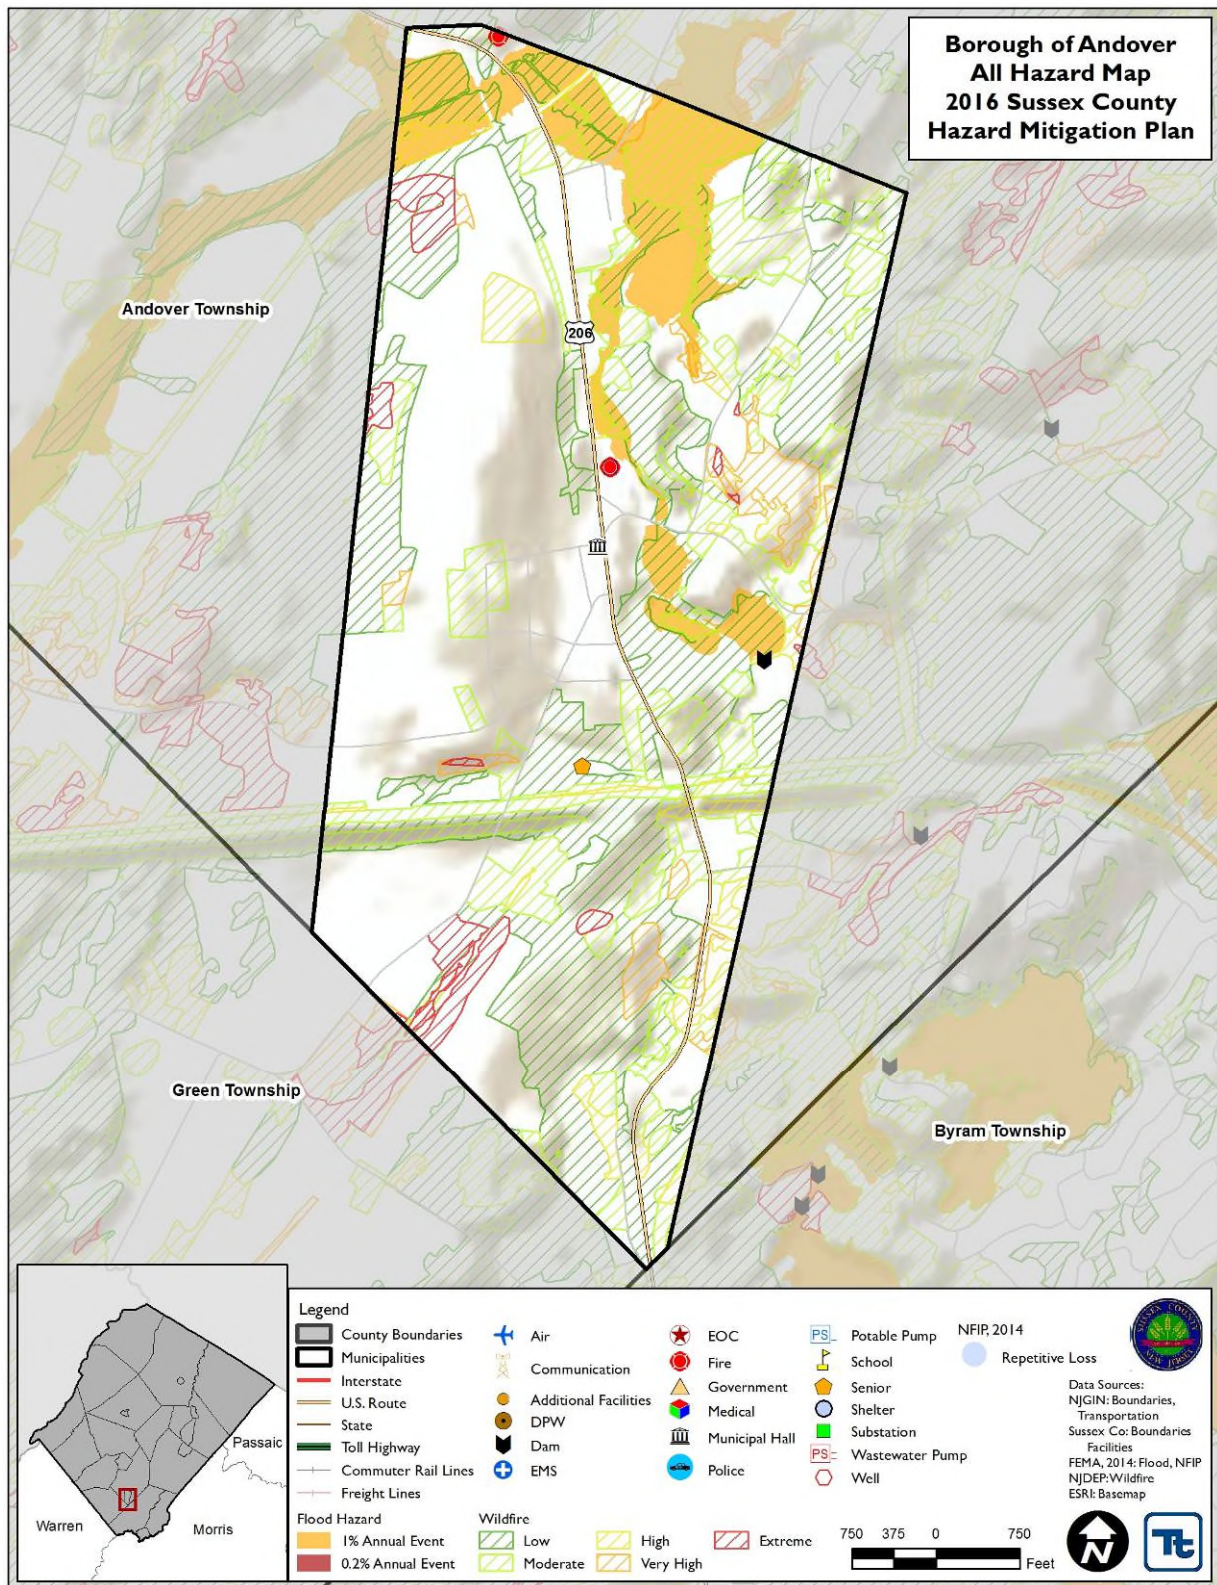 Borough of Andover
All Hazard Map
2016 Sussex County
Hazard Mitigation Plan
Andover Township
206
Green Township
Byram Township
Passaic
Warren
Morris
Legend
County Boundaries
Municipalities
Interstate
U.S. Route
State
Toll Highway
Commuter Rail Lines
Freight Lines
Air
Communication
Additional Facilities
DPW
Dam
EMS
EOC
Fire
Government
Medical
Municipal Hall
Police
PS Potable Pump
School
Senior
Shelter
Substation
PS Wastewater Pump
Well
NFIP, 2014
Repetitive Loss
SUSSEX COUNTY
NEW JERSEY
Data Sources:
NJGIN: Boundaries,
Transportation
Sussex Co: Boundaries
Facilities
FEMA, 2014: Flood, NFIP
NJDEP: Wildfire
ESRI: Basemap
Flood Hazard
1% Annual Event
0.2% Annual Event
Wildfire
Low
Moderate
High
Very High
Extreme
750 375 0 750
Feet
N
Tt